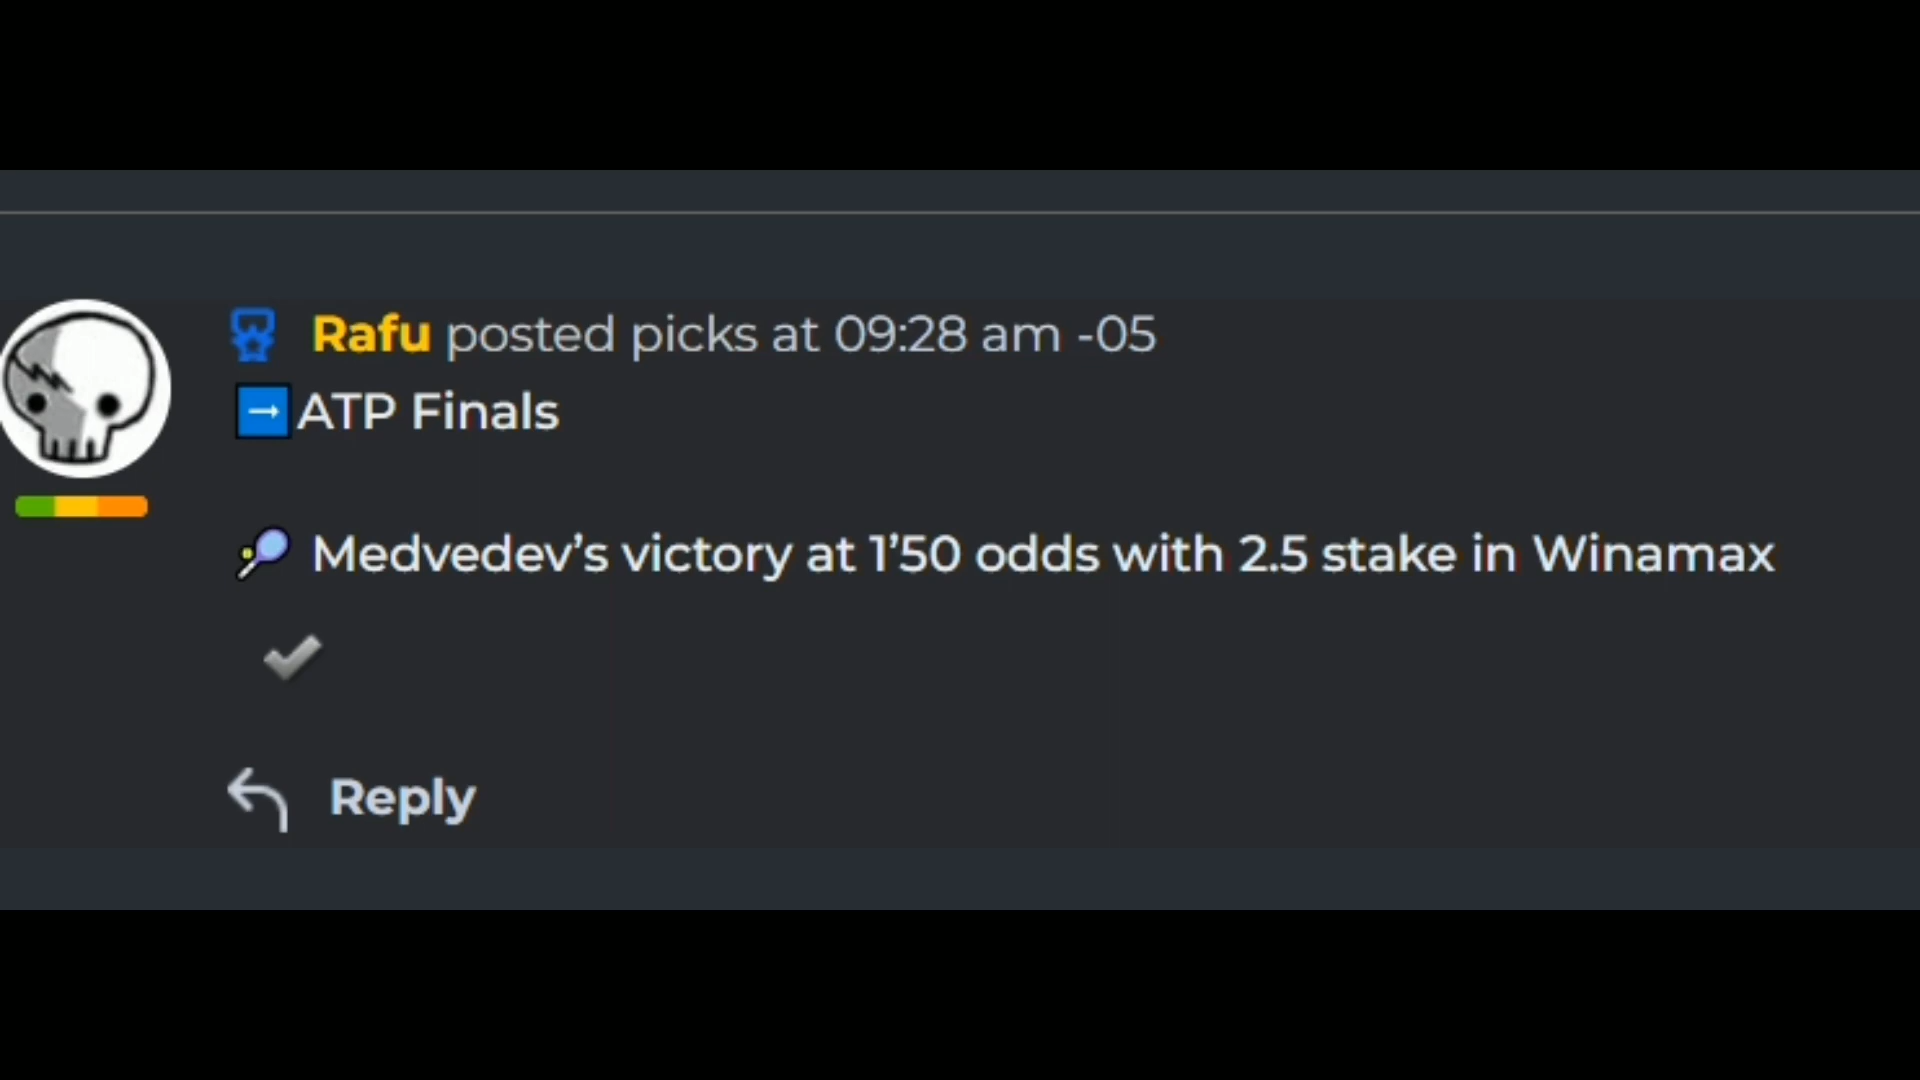 Rafu posted picks at 09:28 am -05
➡ATP Finals
🎾 Medvedev’s victory at 1’50 odds with 2.5 stake in Winamax
✔
Reply